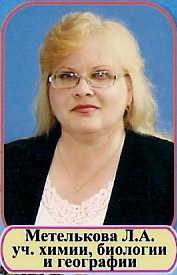 Метелькова Л.А.
уч. химии, биологии
и географии